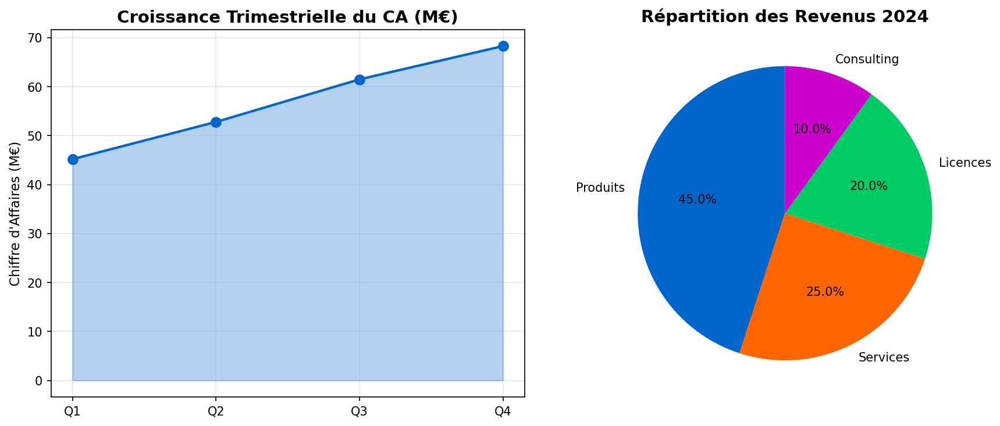 Croissance Trimestrielle du CA (M€)
Chiffre d'Affaires (M€)
70
60
50
40
30
20
10
0
Q1
Q2
Q3
Q4
Répartition des Revenus 2024
Consulting
10.0%
Licences
20.0%
Produits
45.0%
25.0%
Services